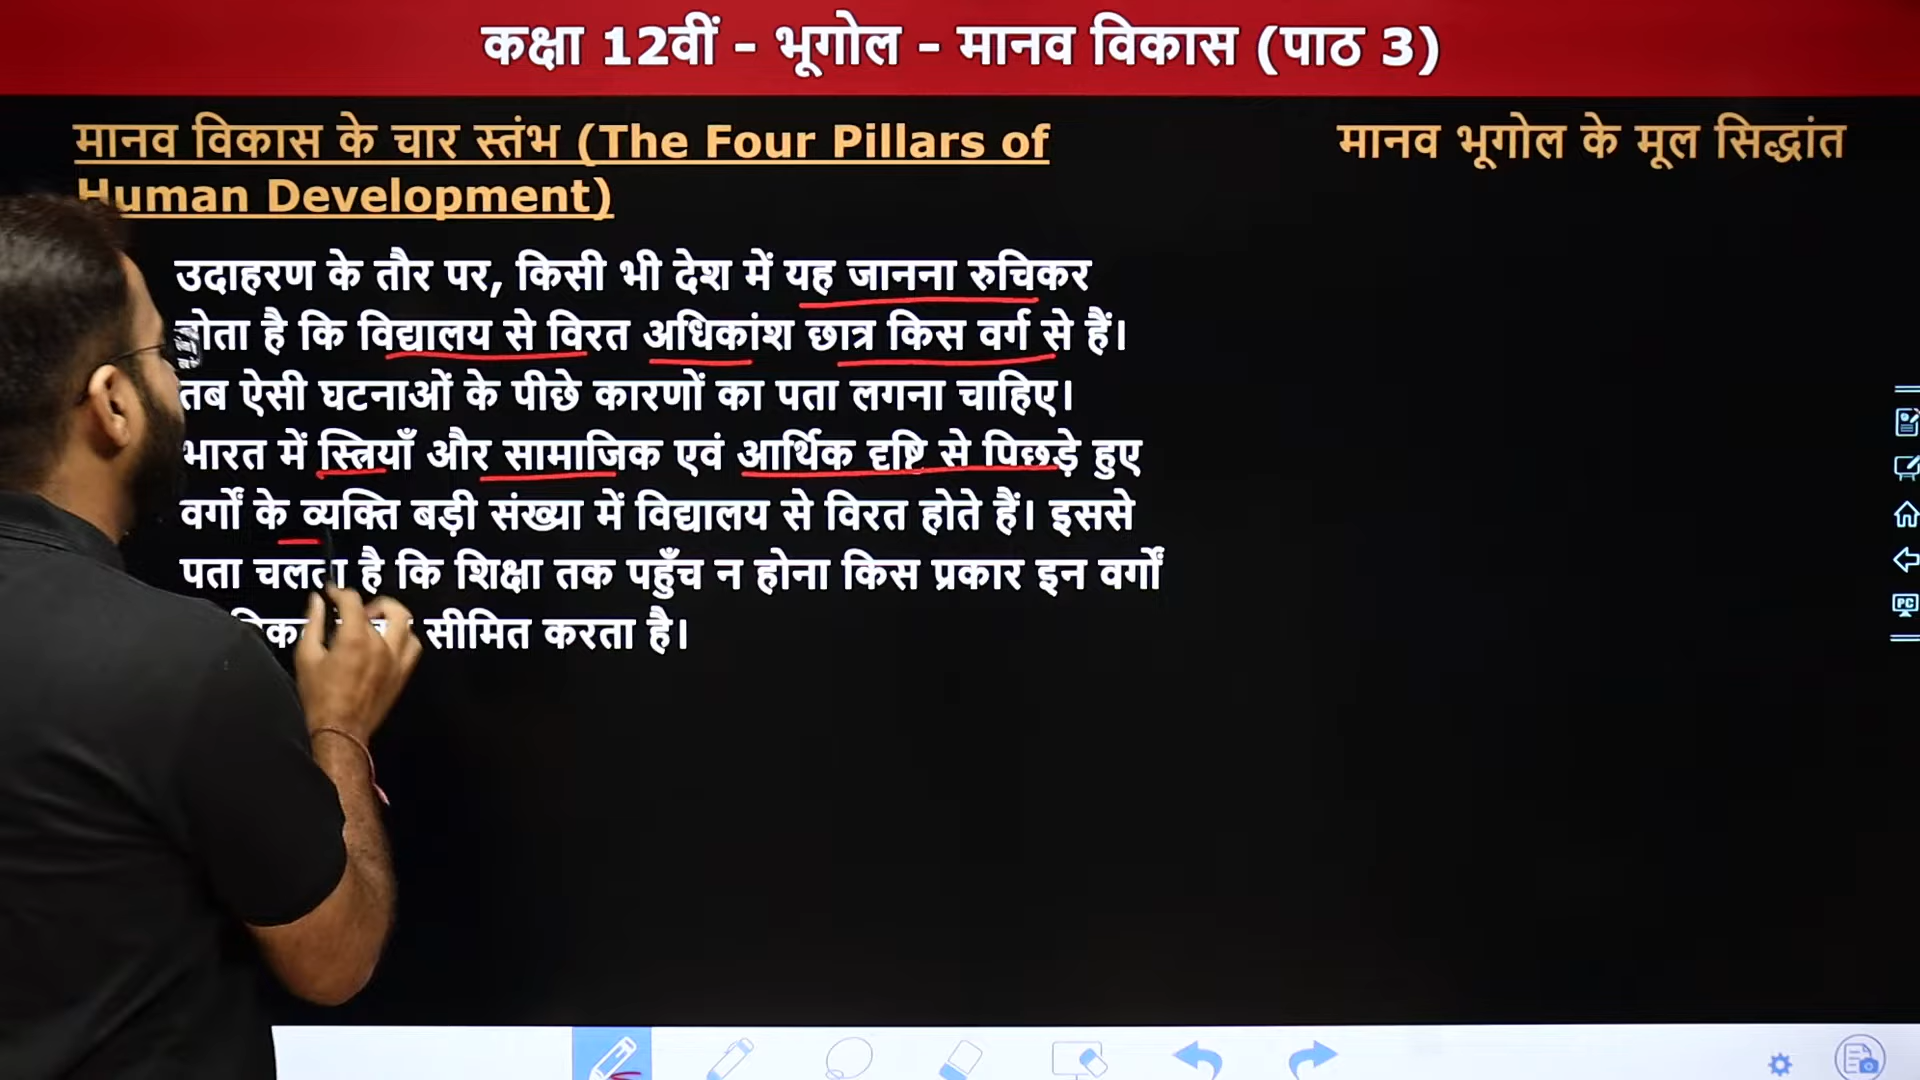 कक्षा 12वीं - भूगोल - मानव विकास (पाठ 3)
मानव विकास के चार स्तंभ (The Four Pillars of
Human Development)
मानव भूगोल के मूल सिद्धांत
उदाहरण के तौर पर, किसी भी देश में यह जानना रुचिकर
होता है कि विद्यालय से विरत अधिकांश छात्र किस वर्ग से हैं।
तब ऐसी घटनाओं के पीछे कारणों का पता लगना चाहिए।
भारत में स्त्रियाँ और सामाजिक एवं आर्थिक दृष्टि से पिछड़े हुए
वर्गों के व्यक्ति बड़ी संख्या में विद्यालय से विरत होते हैं। इससे
पता चलता है कि शिक्षा तक पहुँच न होना किस प्रकार इन वर्गों
सीमित करता है।
PC